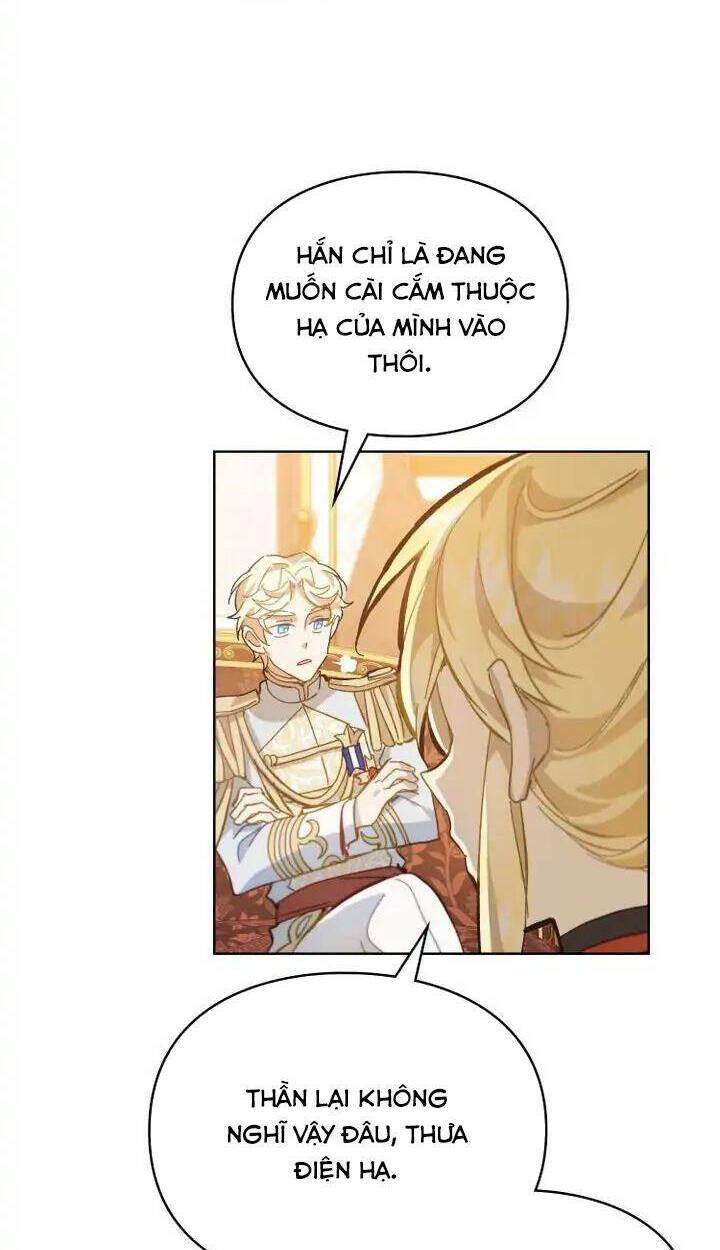 HẮN CHỈ LÀ ĐANG
MUỐN CÀI CẮM THUỘC
HẠ CỦA MÌNH VÀO
THÔI.
THẦN LẠI KHÔNG
NGHĨ VẬY ĐÂU, THƯA
ĐIỆN HẠ.